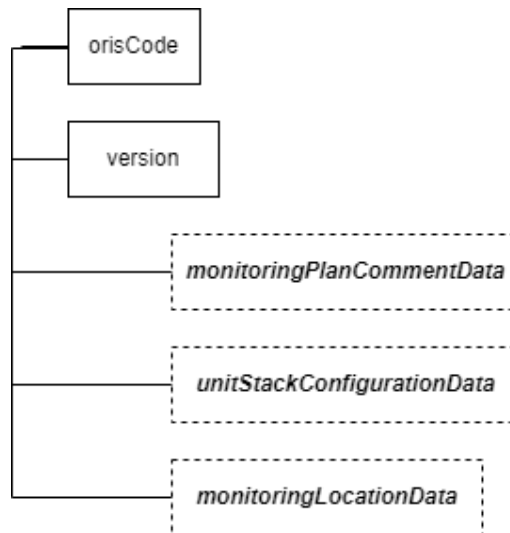 orisCode
version
monitoringPlanCommentData
unitStackConfigurationData
monitoringLocationData